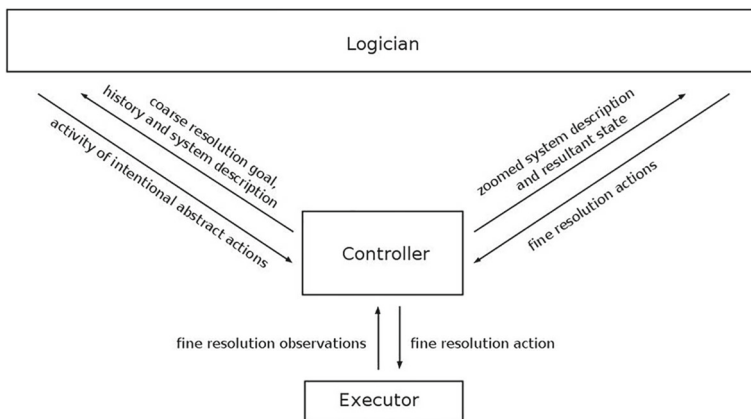 Logician
coarse resolution goal,
history and system description
activity of intentional abstract actions
zoomed system description
and resultant state
fine resolution actions
Controller
fine resolution observations
fine resolution action
Executor